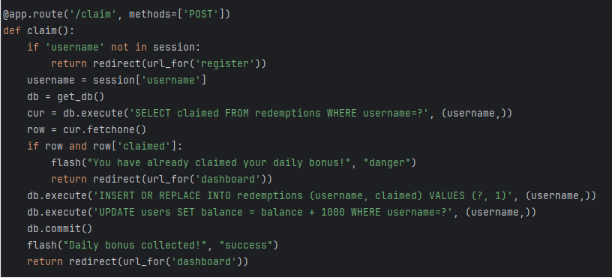 @app.route('/claim', methods=['POST'])
def claim():
    if 'username' not in session:
        return redirect(url_for('register'))
    username = session['username']
    db = get_db()
    cur = db.execute('SELECT claimed FROM redemptions WHERE username=?', (username,))
    row = cur.fetchone()
    if row and row['claimed']:
        flash("You have already claimed your daily bonus!", "danger")
        return redirect(url_for('dashboard'))
    db.execute('INSERT OR REPLACE INTO redemptions (username, claimed) VALUES (?, 1)', (username,))
    db.execute('UPDATE users SET balance = balance + 1000 WHERE username=?', (username,))
    db.commit()
    flash("Daily bonus collected!", "success")
    return redirect(url_for('dashboard'))